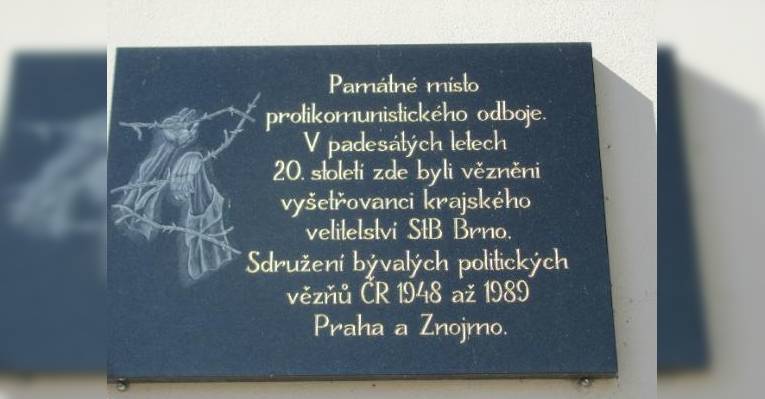 Památné místo
protikomunistického odboje.
V padesátých letech
20. století zde byli vězněni
vyšetřovanci krajského
velitelství StB Brno.
Sdružení bývalých politických
vězňů ČR 1948 až 1989
Praha a Znojmo.